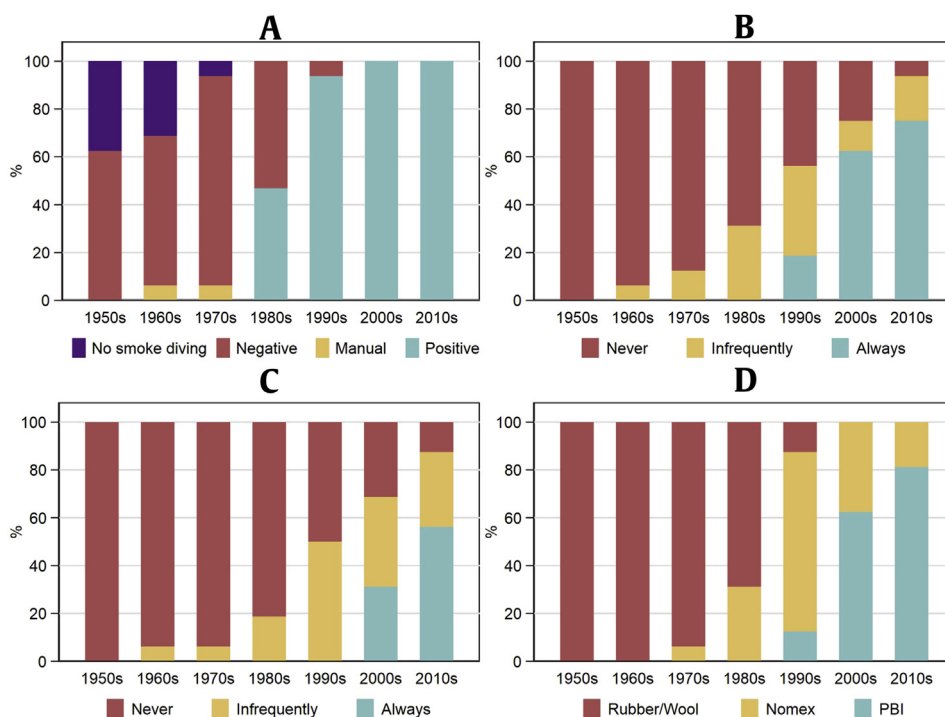 A
100
80
60
40
20
0
%
1950s 1960s 1970s 1980s 1990s 2000s 2010s
No smoke diving Negative Manual Positive
B
100
80
60
40
20
0
%
1950s 1960s 1970s 1980s 1990s 2000s 2010s
Never Infrequently Always
C
100
80
60
40
20
0
%
1950s 1960s 1970s 1980s 1990s 2000s 2010s
Never Infrequently Always
D
100
80
60
40
20
0
%
1950s 1960s 1970s 1980s 1990s 2000s 2010s
Rubber/Wool Nomex PBI